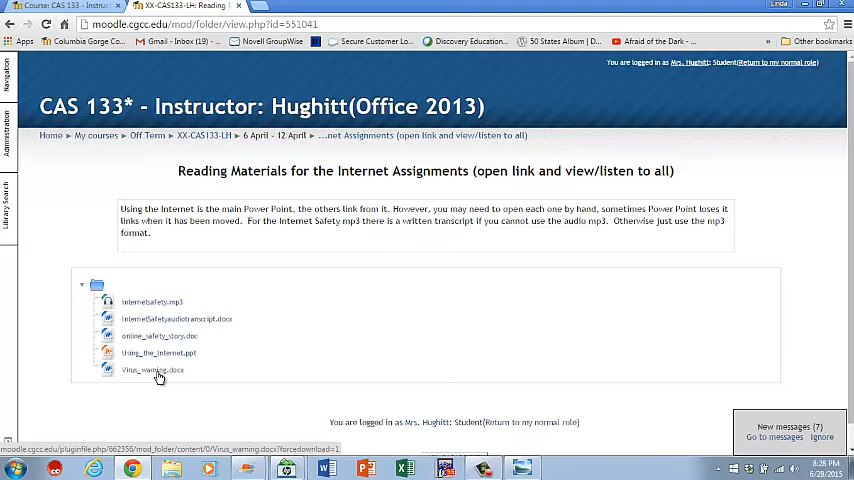 Linda
Course: CAS 133 - Instruc
XX-CAS133-LH: Reading I
moodle.cgcc.edu/mod/folder/view.php?id=551041
Apps
Columbia Gorge Co...
Gmail - Inbox (19) - ...
Novell GroupWise
Secure Customer Lo...
Discovery Education...
50 States Album | D...
Afraid of the Dark - ...
»
Other bookmarks
Navigation
Administration
Library Search
You are logged in as Mrs. Hughitt: Student(Return to my normal role)
CAS 133* - Instructor: Hughitt(Office 2013)
Home ► My courses ► Off Term ► XX-CAS133-LH ► 6 April - 12 April ► ...net Assignments (open link and view/listen to all)
Reading Materials for the Internet Assignments (open link and view/listen to all)
Using the Internet is the main Power Point, the others link from it. However, you may need to open each one by hand, sometimes Power Point loses it
links when it has been moved. For the Internet Safety mp3 there is a written transcript if you cannot use the audio mp3. Otherwise just use the mp3
format.
internetsafety.mp3
InternetSafetyaudiotranscript.docx
online_safety_story.doc
Using_the_Internet.ppt
Virus_warning.docx
You are logged in as Mrs. Hughitt: Student(Return to my normal role)
New messages (7)
Go to messages Ignore
moodle.cgcc.edu/pluginfile.php/662356/mod_folder/content/0/Virus_warning.docx?forcedownload=1
8:28 PM
6/28/2015